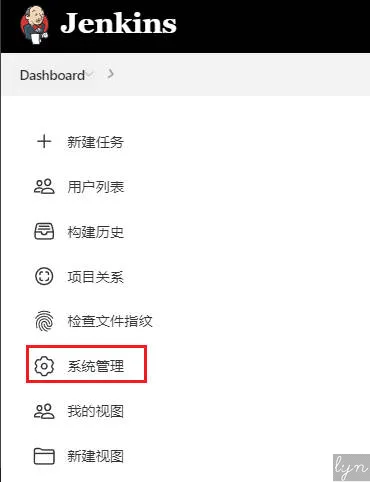 Jenkins
Dashboard
新建任务
用户列表
构建历史
项目关系
检查文件指纹
系统管理
我的视图
新建视图
lyn